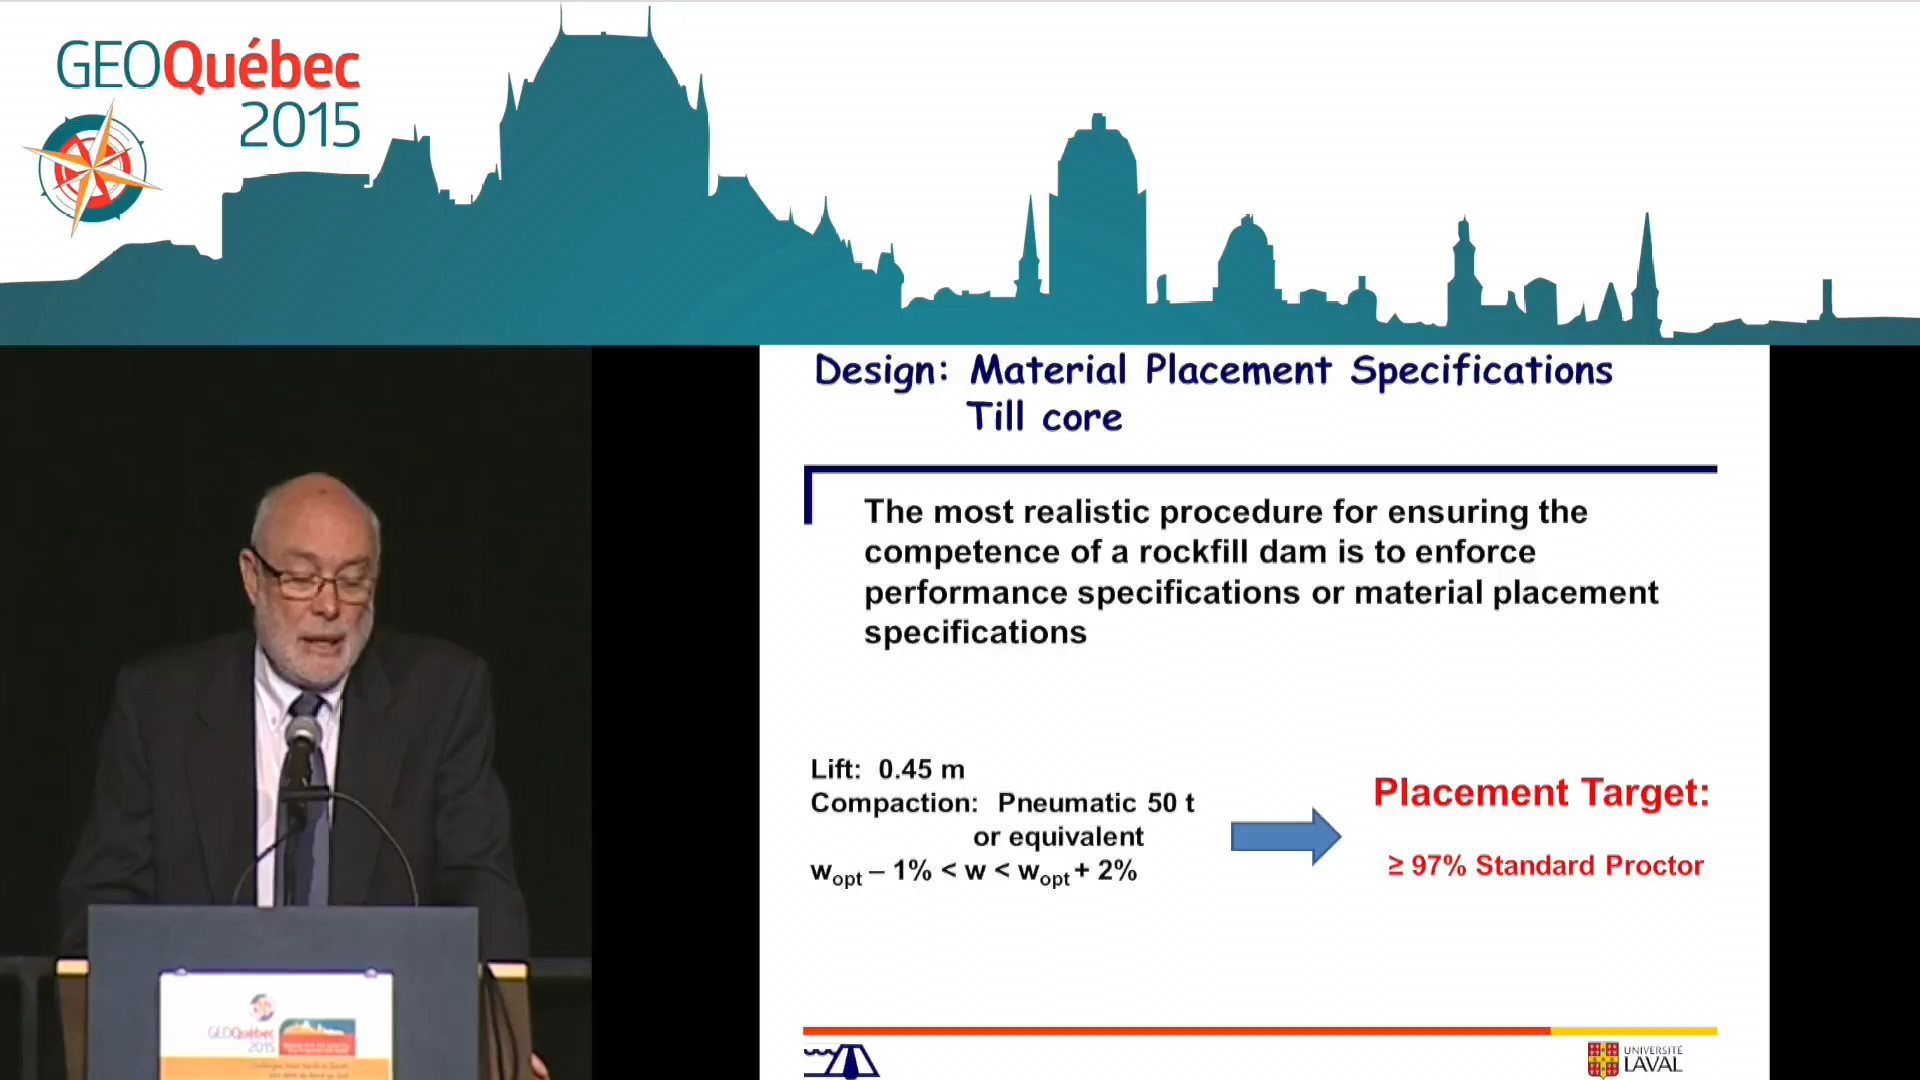 GEOQuébec
2015
Design: Material Placement Specifications
Till core
The most realistic procedure for ensuring the
competence of a rockfill dam is to enforce
performance specifications or material placement
specifications
Lift: 0.45 m
Compaction: Pneumatic 50 t
or equivalent
wopt – 1% < w < wopt + 2%
Placement Target:
≥ 97% Standard Proctor
UNIVERSITÉ
LAVAL
GEOQuébec
2015